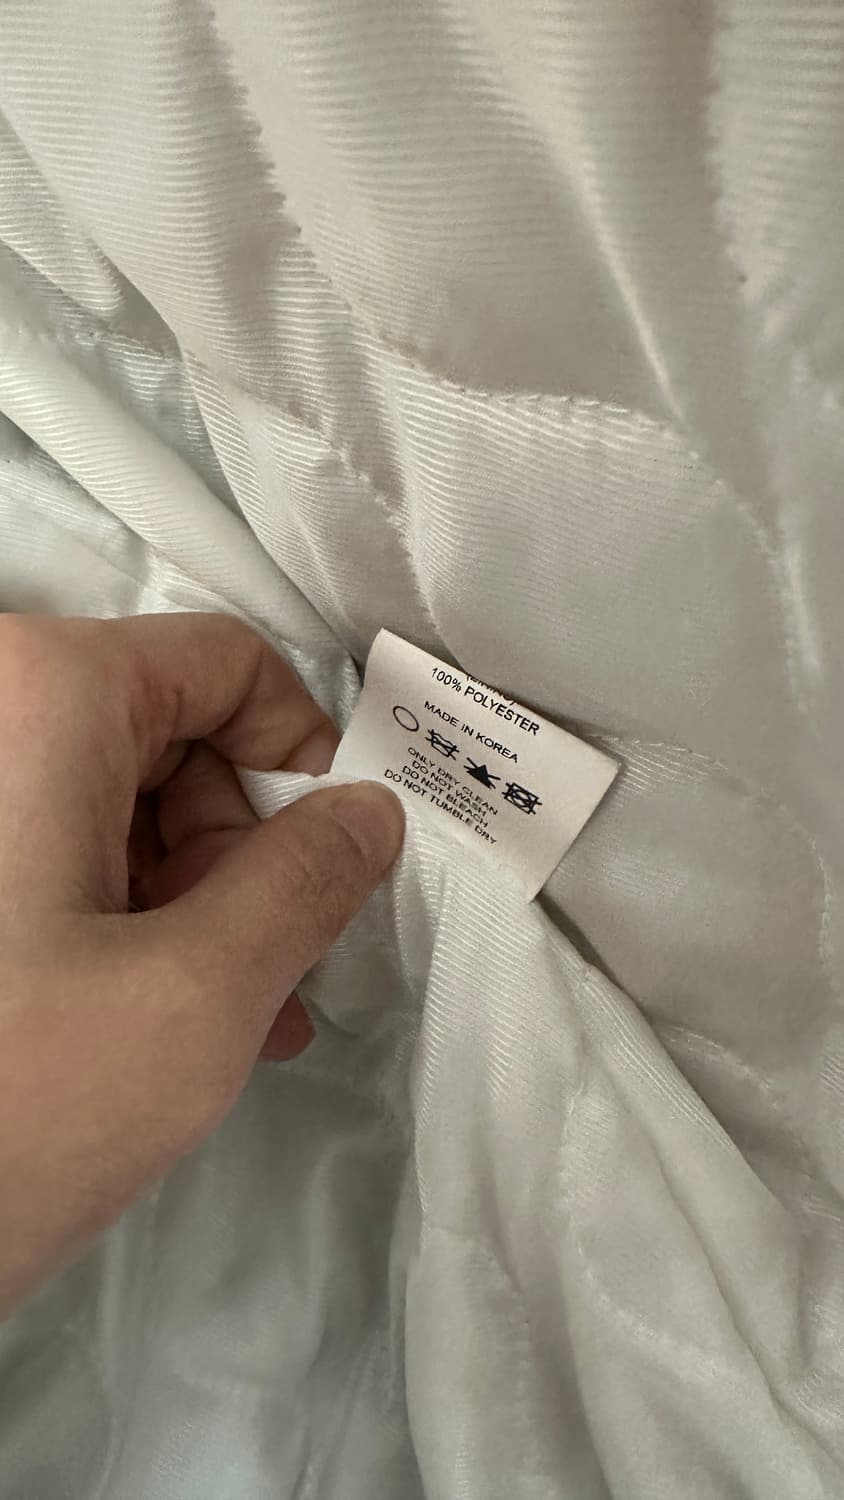 100% POLYESTER
MADE IN KOREA
ONLY DRY CLEAN
DO NOT WASH
DO NOT BLEACH
DO NOT TUMBLE DRY